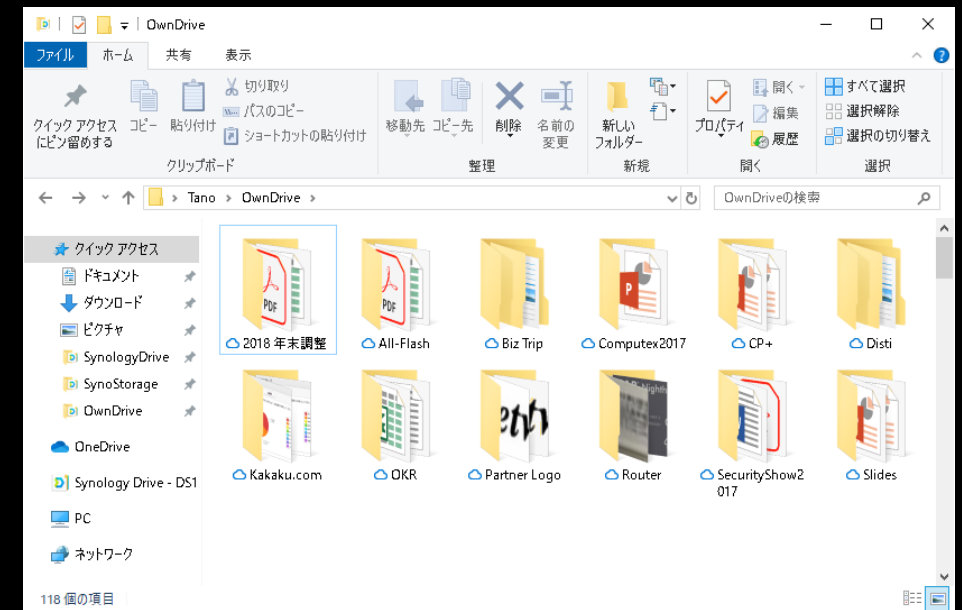 OwnDrive
ファイル ホーム 共有 表示
クイック アクセス
にピン留めする
コピー
貼り付け
切り取り
パスのコピー
ショートカットの貼り付け
クリップボード
移動先
コピー先
削除
名前の
変更
整理
新しい
フォルダー
新規
プロパティ
開く
編集
履歴
開く
すべて選択
選択解除
選択の切り替え
選択
Tano › OwnDrive ›
OwnDriveの検索
クイック アクセス
ドキュメント
ダウンロード
ピクチャ
SynologyDrive
SynoStorage
OwnDrive
OneDrive
Synology Drive - DS1
PC
ネットワーク
PDF
PDF
P
2018 年末調整
All-Flash
Biz Trip
Computex2017
CP+
Disti
Kakaku.com
OKR
Partner Logo
Router
SecurityShow2
017
Slides
118 個の項目